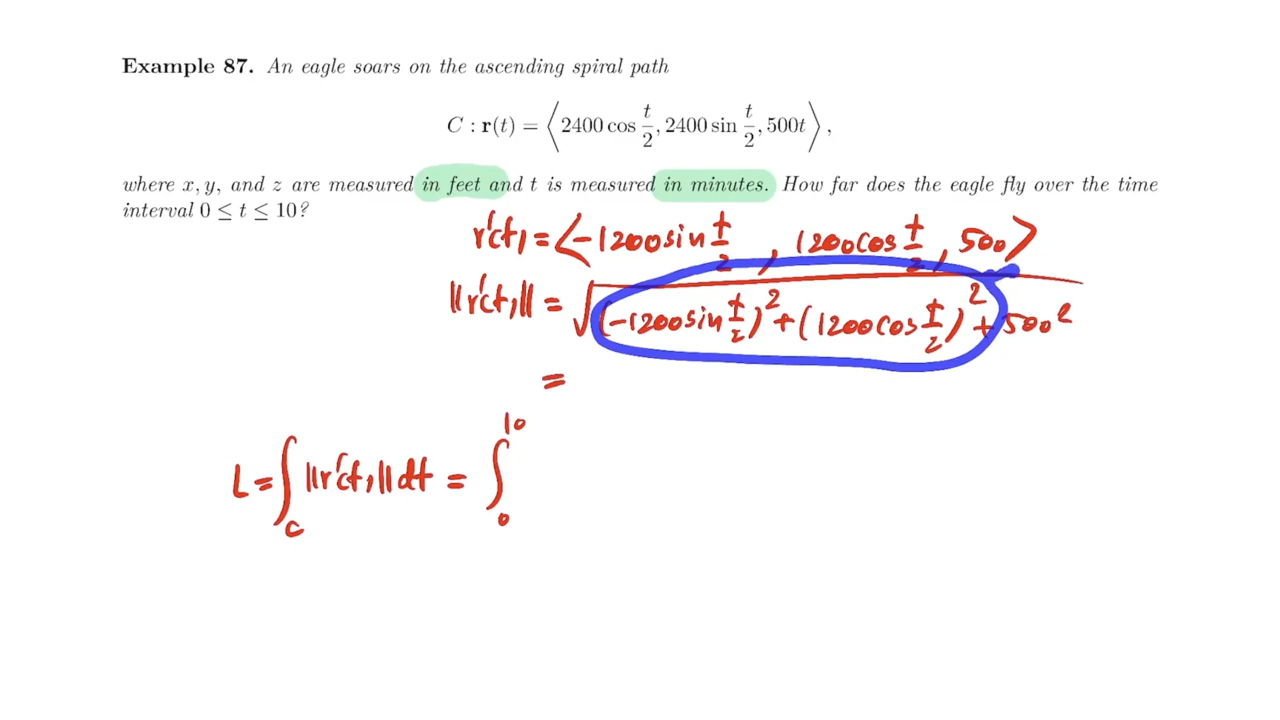 Example 87. An eagle soars on the ascending spiral path
C : r(t) = ⟨2400 cos t/2, 2400 sin t/2, 500t⟩,
where x, y, and z are measured in feet and t is measured in minutes. How far does the eagle fly over the time
interval 0 ≤ t ≤ 10?
r'(t) = ⟨-1200 sin t/2, 1200 cos t/2, 500⟩
||r'(t)|| = √((-1200 sin t/2)² + (1200 cos t/2)² + 500²
=
L = ∫_C ||r'(t)|| dt = ∫_0^10